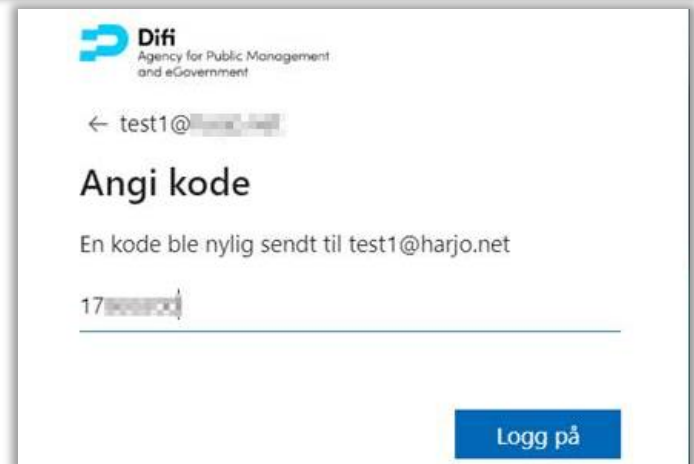 Difi
Agency for Public Management
and eGovernment
← test1@
Angi kode
En kode ble nylig sendt til test1@harjo.net
17
Logg på